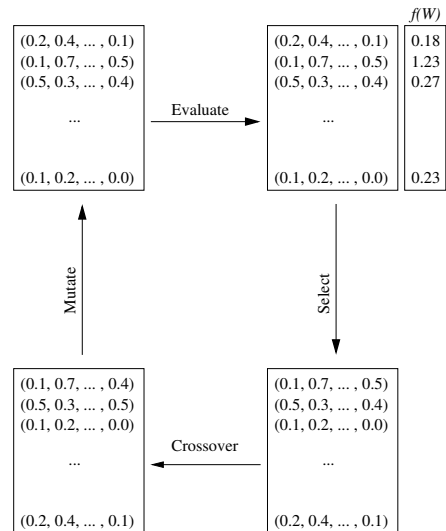 f(W)
(0.2, 0.4, ... , 0.1)
(0.1, 0.7, ... , 0.5)
(0.5, 0.3, ... , 0.4)
...
(0.1, 0.2, ... , 0.0)
Evaluate
(0.2, 0.4, ... , 0.1) 0.18
(0.1, 0.7, ... , 0.5) 1.23
(0.5, 0.3, ... , 0.4) 0.27
...
(0.1, 0.2, ... , 0.0) 0.23
Mutate
Select
(0.1, 0.7, ... , 0.4)
(0.5, 0.3, ... , 0.5)
(0.1, 0.2, ... , 0.0)
...
(0.2, 0.4, ... , 0.1)
Crossover
(0.1, 0.7, ... , 0.5)
(0.5, 0.3, ... , 0.4)
(0.1, 0.2, ... , 0.0)
...
(0.2, 0.4, ... , 0.1)